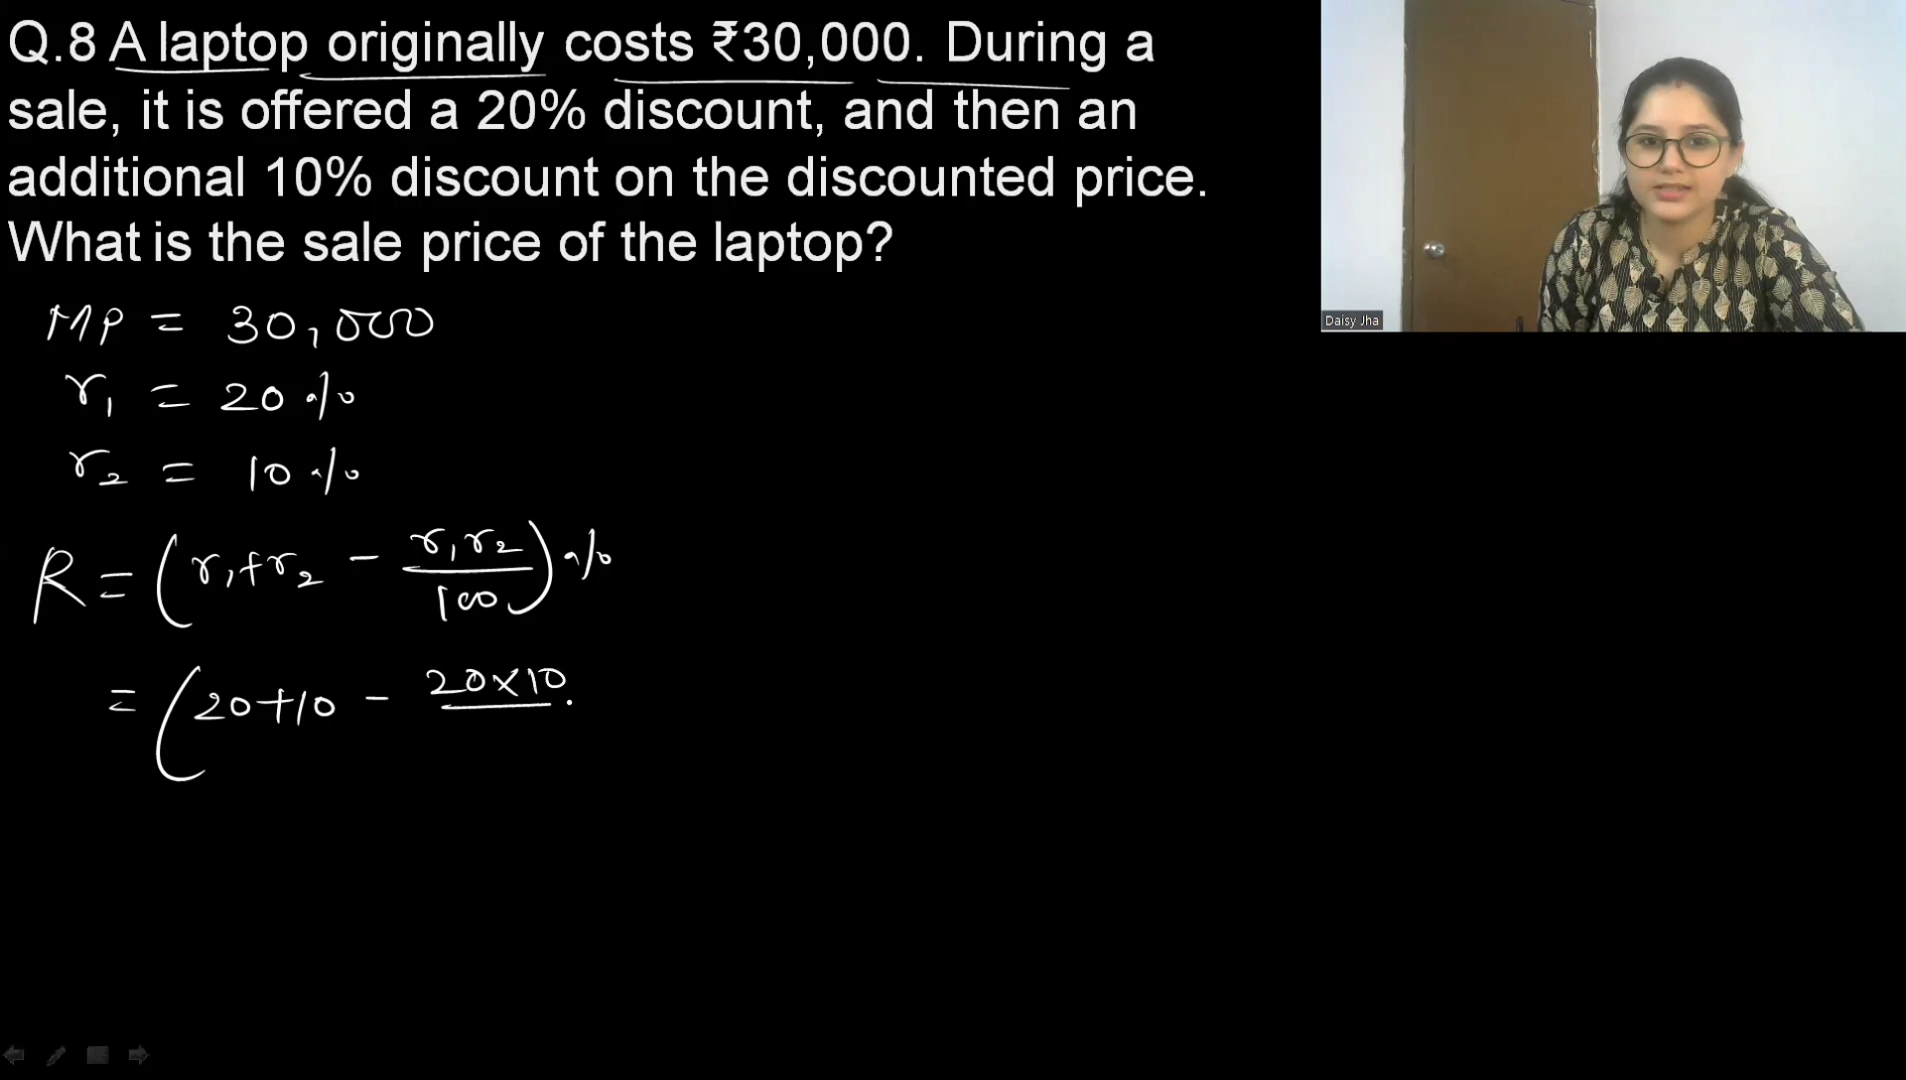 Q.8 A laptop originally costs ₹30,000. During a
sale, it is offered a 20% discount, and then an
additional 10% discount on the discounted price.
What is the sale price of the laptop?
MP = 30,000
r₁ = 20%
r₂ = 10%
R = (r₁+r₂ - r₁r₂/100)%
= (20+10 - 20×10
Daisy Jha